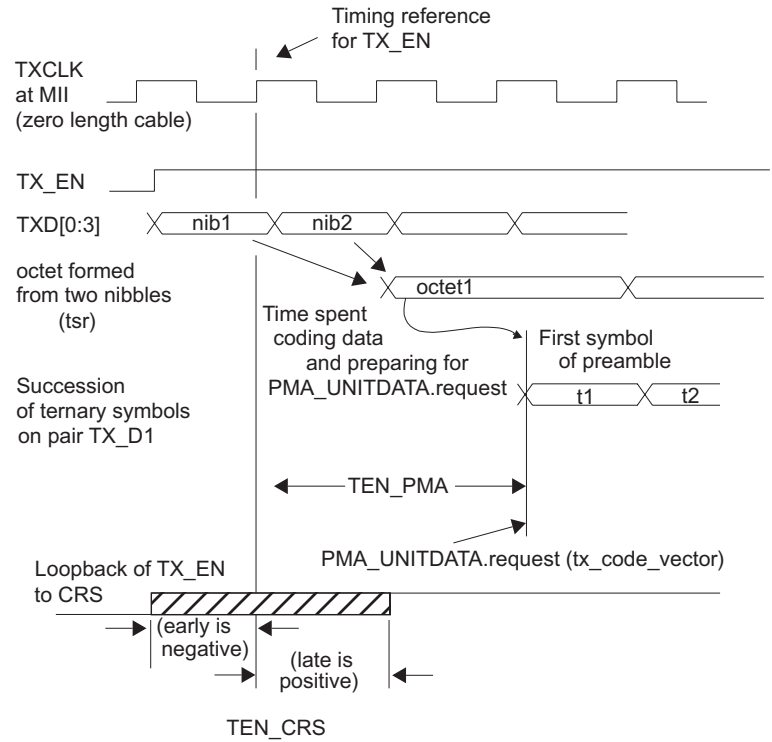 Timing reference
for TX_EN
TXCLK
at MII
(zero length cable)
TX_EN
TXD[0:3]
nib1
nib2
octet formed
from two nibbles
(tsr)
octet1
Time spent
coding data
and preparing for
PMA_UNITDATA.request
First symbol
of preamble
Succession
of ternary symbols
on pair TX_D1
t1
t2
TEN_PMA
PMA_UNITDATA.request (tx_code_vector)
Loopback of TX_EN
to CRS
(early is
negative)
(late is
positive)
TEN_CRS